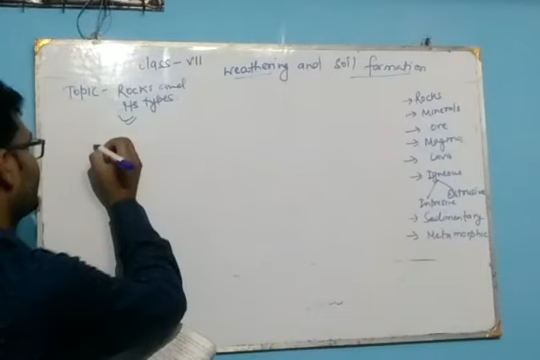 class - VII
weathering and soil formation
Topic - Rocks and
its types
→ Rocks
→ Minerals
→ Ore
→ Magma
→ Lava
→ Igneous
Intrusive Extrusive
→ Sedimentary
→ Metamorphic